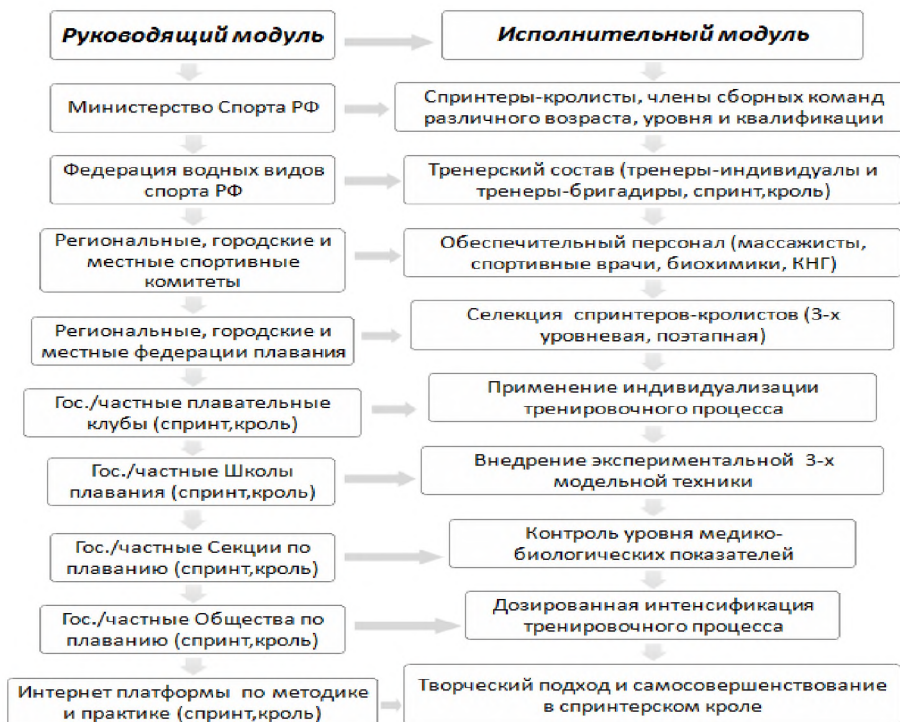 Руководящий модуль
Исполнительный модуль
Министерство Спорта РФ
Спринтеры-кролисты, члены сборных команд
различного возраста, уровня и квалификации
Федерация водных видов
спорта РФ
Тренерский состав (тренеры-индивидуалы и
тренеры-бригадиры, спринт,кроль)
Региональные, городские и
местные спортивные
комитеты
Обеспечительный персонал (массажисты,
спортивные врачи, биохимики, КНГ)
Региональные, городские и
местные федерации плавания
Селекция спринтеров-кролистов (3-х
уровневая, поэтапная)
Гос./частные плавательные
клубы (спринт,кроль)
Применение индивидуализации
тренировочного процесса
Гос./частные Школы
плавания (спринт,кроль)
Внедрение экспериментальной 3-х
модельной техники
Гос./частные Секции по
плаванию (спринт,кроль)
Контроль уровня медико-
биологических показателей
Гос./частные Общества по
плаванию (спринт,кроль)
Дозированная интенсификация
тренировочного процесса
Интернет платформы по методике
и практике (спринт,кроль)
Творческий подход и самосовершенствование
в спринтерском кроле